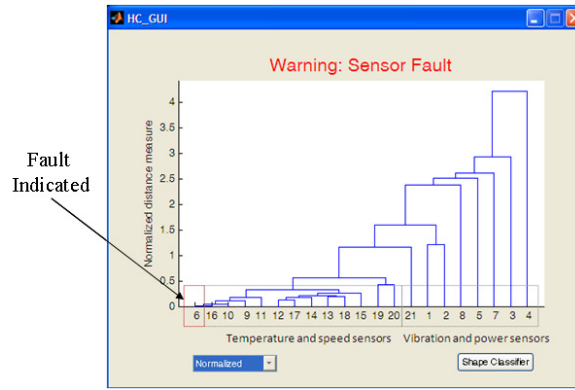 HC_GUI
Warning: Sensor Fault
Normalized distance measure
4
3.5
3
2.5
2
1.5
1
0.5
0
Fault
Indicated
6 16 10 9 11 12 17 14 13 18 15 19 20 21 1 2 8 5 7 3 4
Temperature and speed sensors Vibration and power sensors
Normalized Shape Classifier